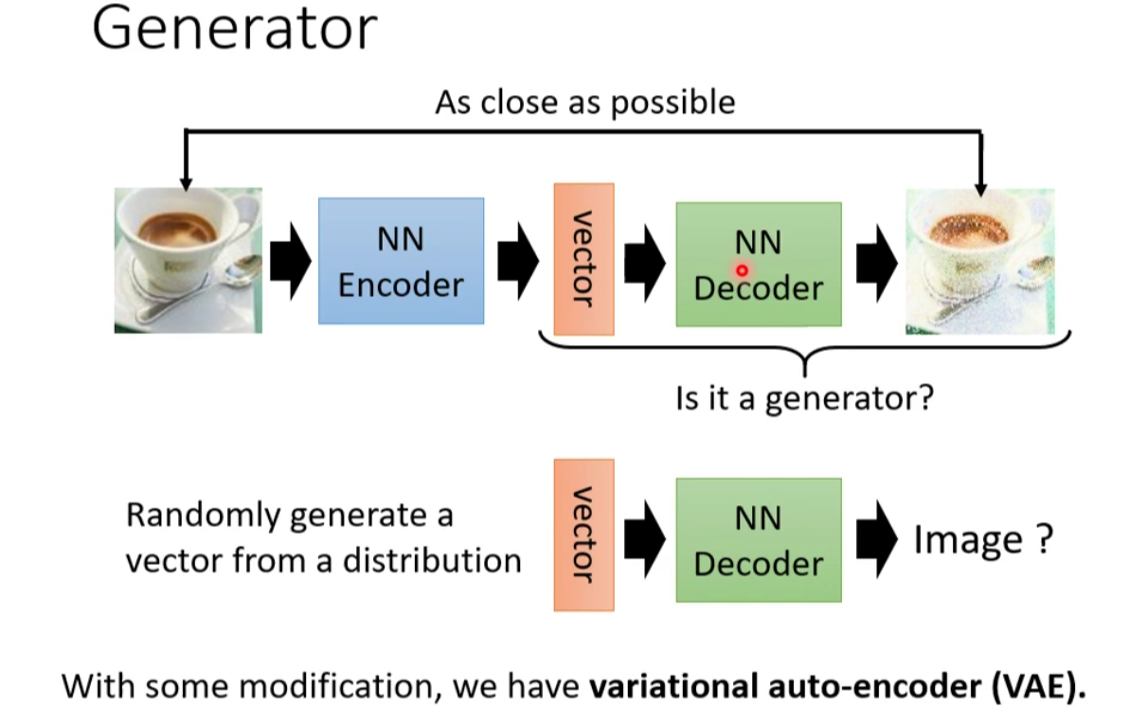 Generator
As close as possible
NN
Encoder
vector
NN
Decoder
Is it a generator?
Randomly generate a
vector from a distribution
vector
NN
Decoder
Image ?
With some modification, we have variational auto-encoder (VAE).